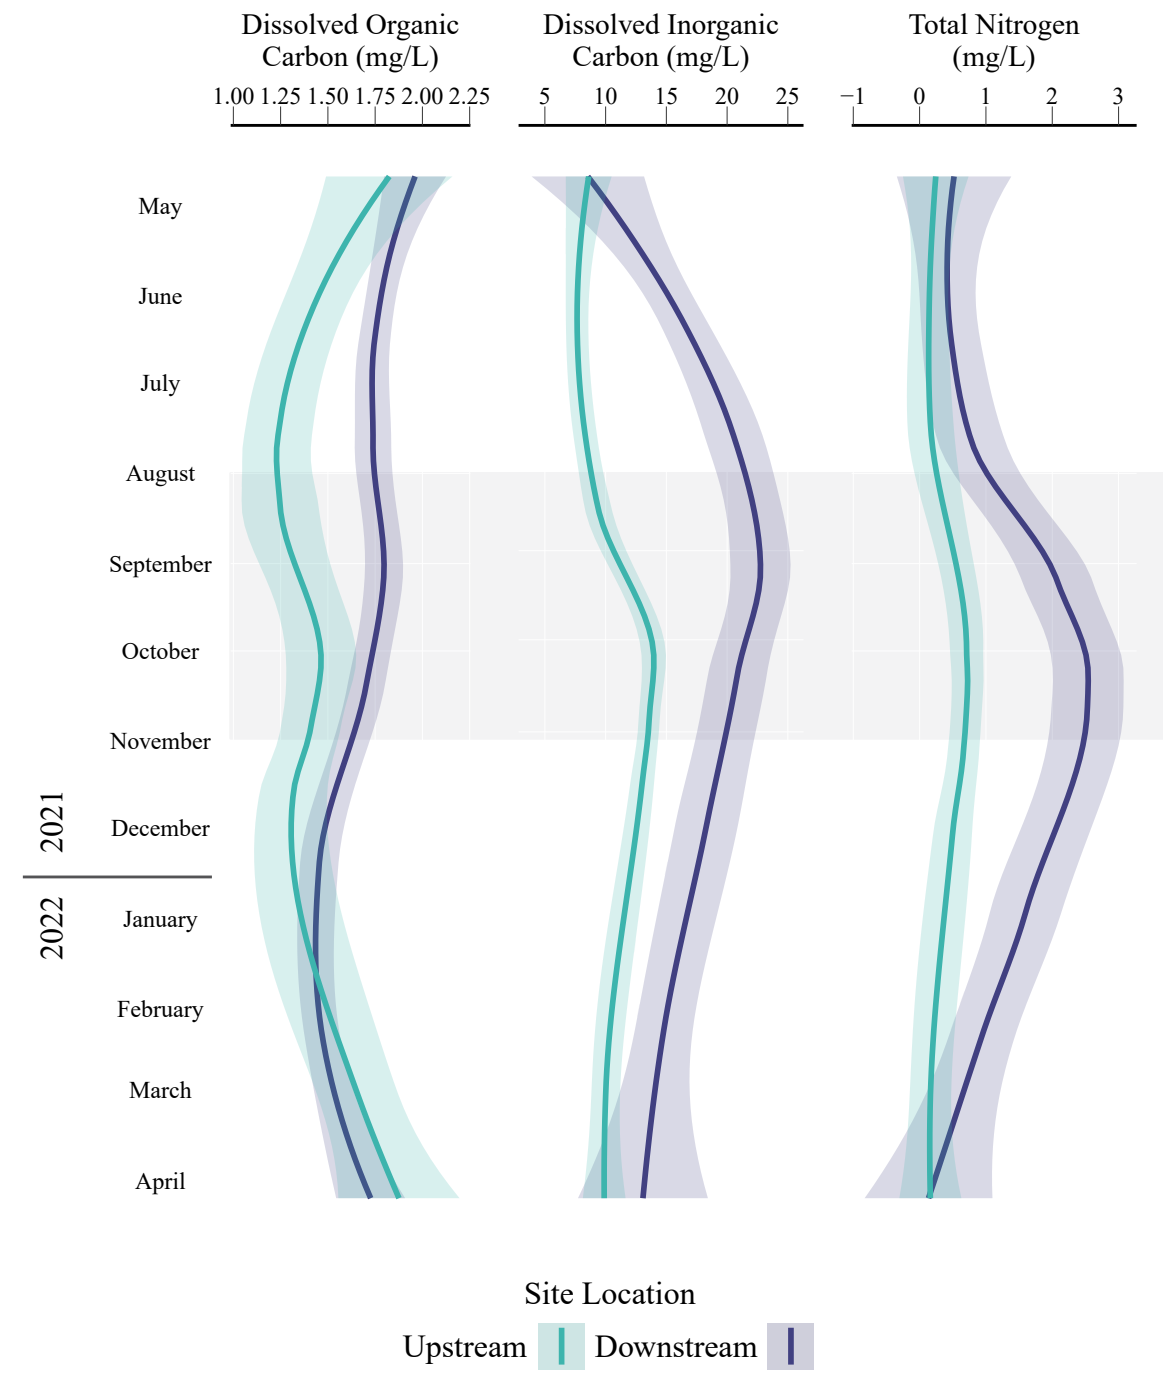 Dissolved Organic
Carbon (mg/L)
1.00 1.25 1.50 1.75 2.00 2.25
Dissolved Inorganic
Carbon (mg/L)
5 10 15 20 25
Total Nitrogen
(mg/L)
−1 0 1 2 3
May
June
July
August
September
October
November
December
January
February
March
April
2021
2022
Site Location
Upstream Downstream